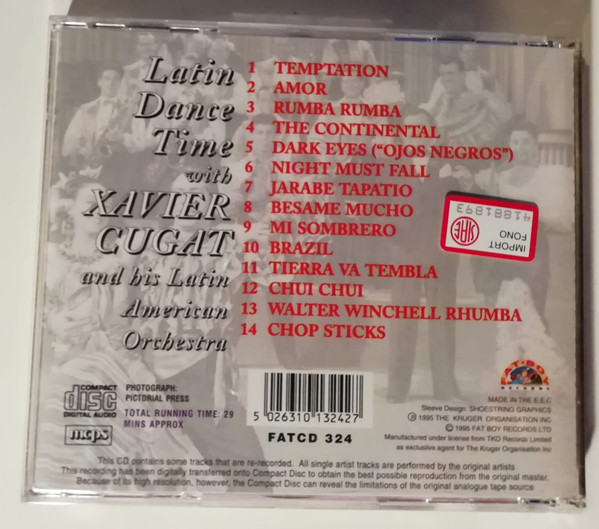 Latin
Dance
Time
with
XAVIER
CUGAT
and his Latin
American
Orchestra
1 TEMPTATION
2 AMOR
3 RUMBA RUMBA
4 THE CONTINENTAL
5 DARK EYES ("OJOS NEGROS")
6 NIGHT MUST FALL
7 JARABE TAPATIO
8 BESAME MUCHO
9 MI SOMBRERO
10 BRAZIL
11 TIERRA VA TEMBLA
12 CHUI CHUI
13 WALTER WINCHELL RHUMBA
14 CHOP STICKS
IMPORT
FONO
41881893
COMPACT
disc
DIGITAL AUDIO
mcps
PHOTOGRAPH:
PICTORIAL PRESS
TOTAL RUNNING TIME: 29
MINS APPROX
5 026310 132427
FATCD 324
FAT BOY
RECORDS
MADE IN THE E.E.C
Sleeve Design: SHOESTRING GRAPHICS
℗ 1995 THE KRUGER ORGANISATION INC
© 1995 FAT BOY RECORDS LTD
Manufactured under license from TKO Records Limited
as exclusive agent for The Kruger Organisation Inc
This CD contains some tracks that are re-recorded. All single artist tracks are performed by the original artists
This recording has been digitally transferred onto Compact Disc to obtain the best possible reproduction from the original master.
Because of its high resolution, however, the Compact Disc can reveal the limitations of the original analogue tape source